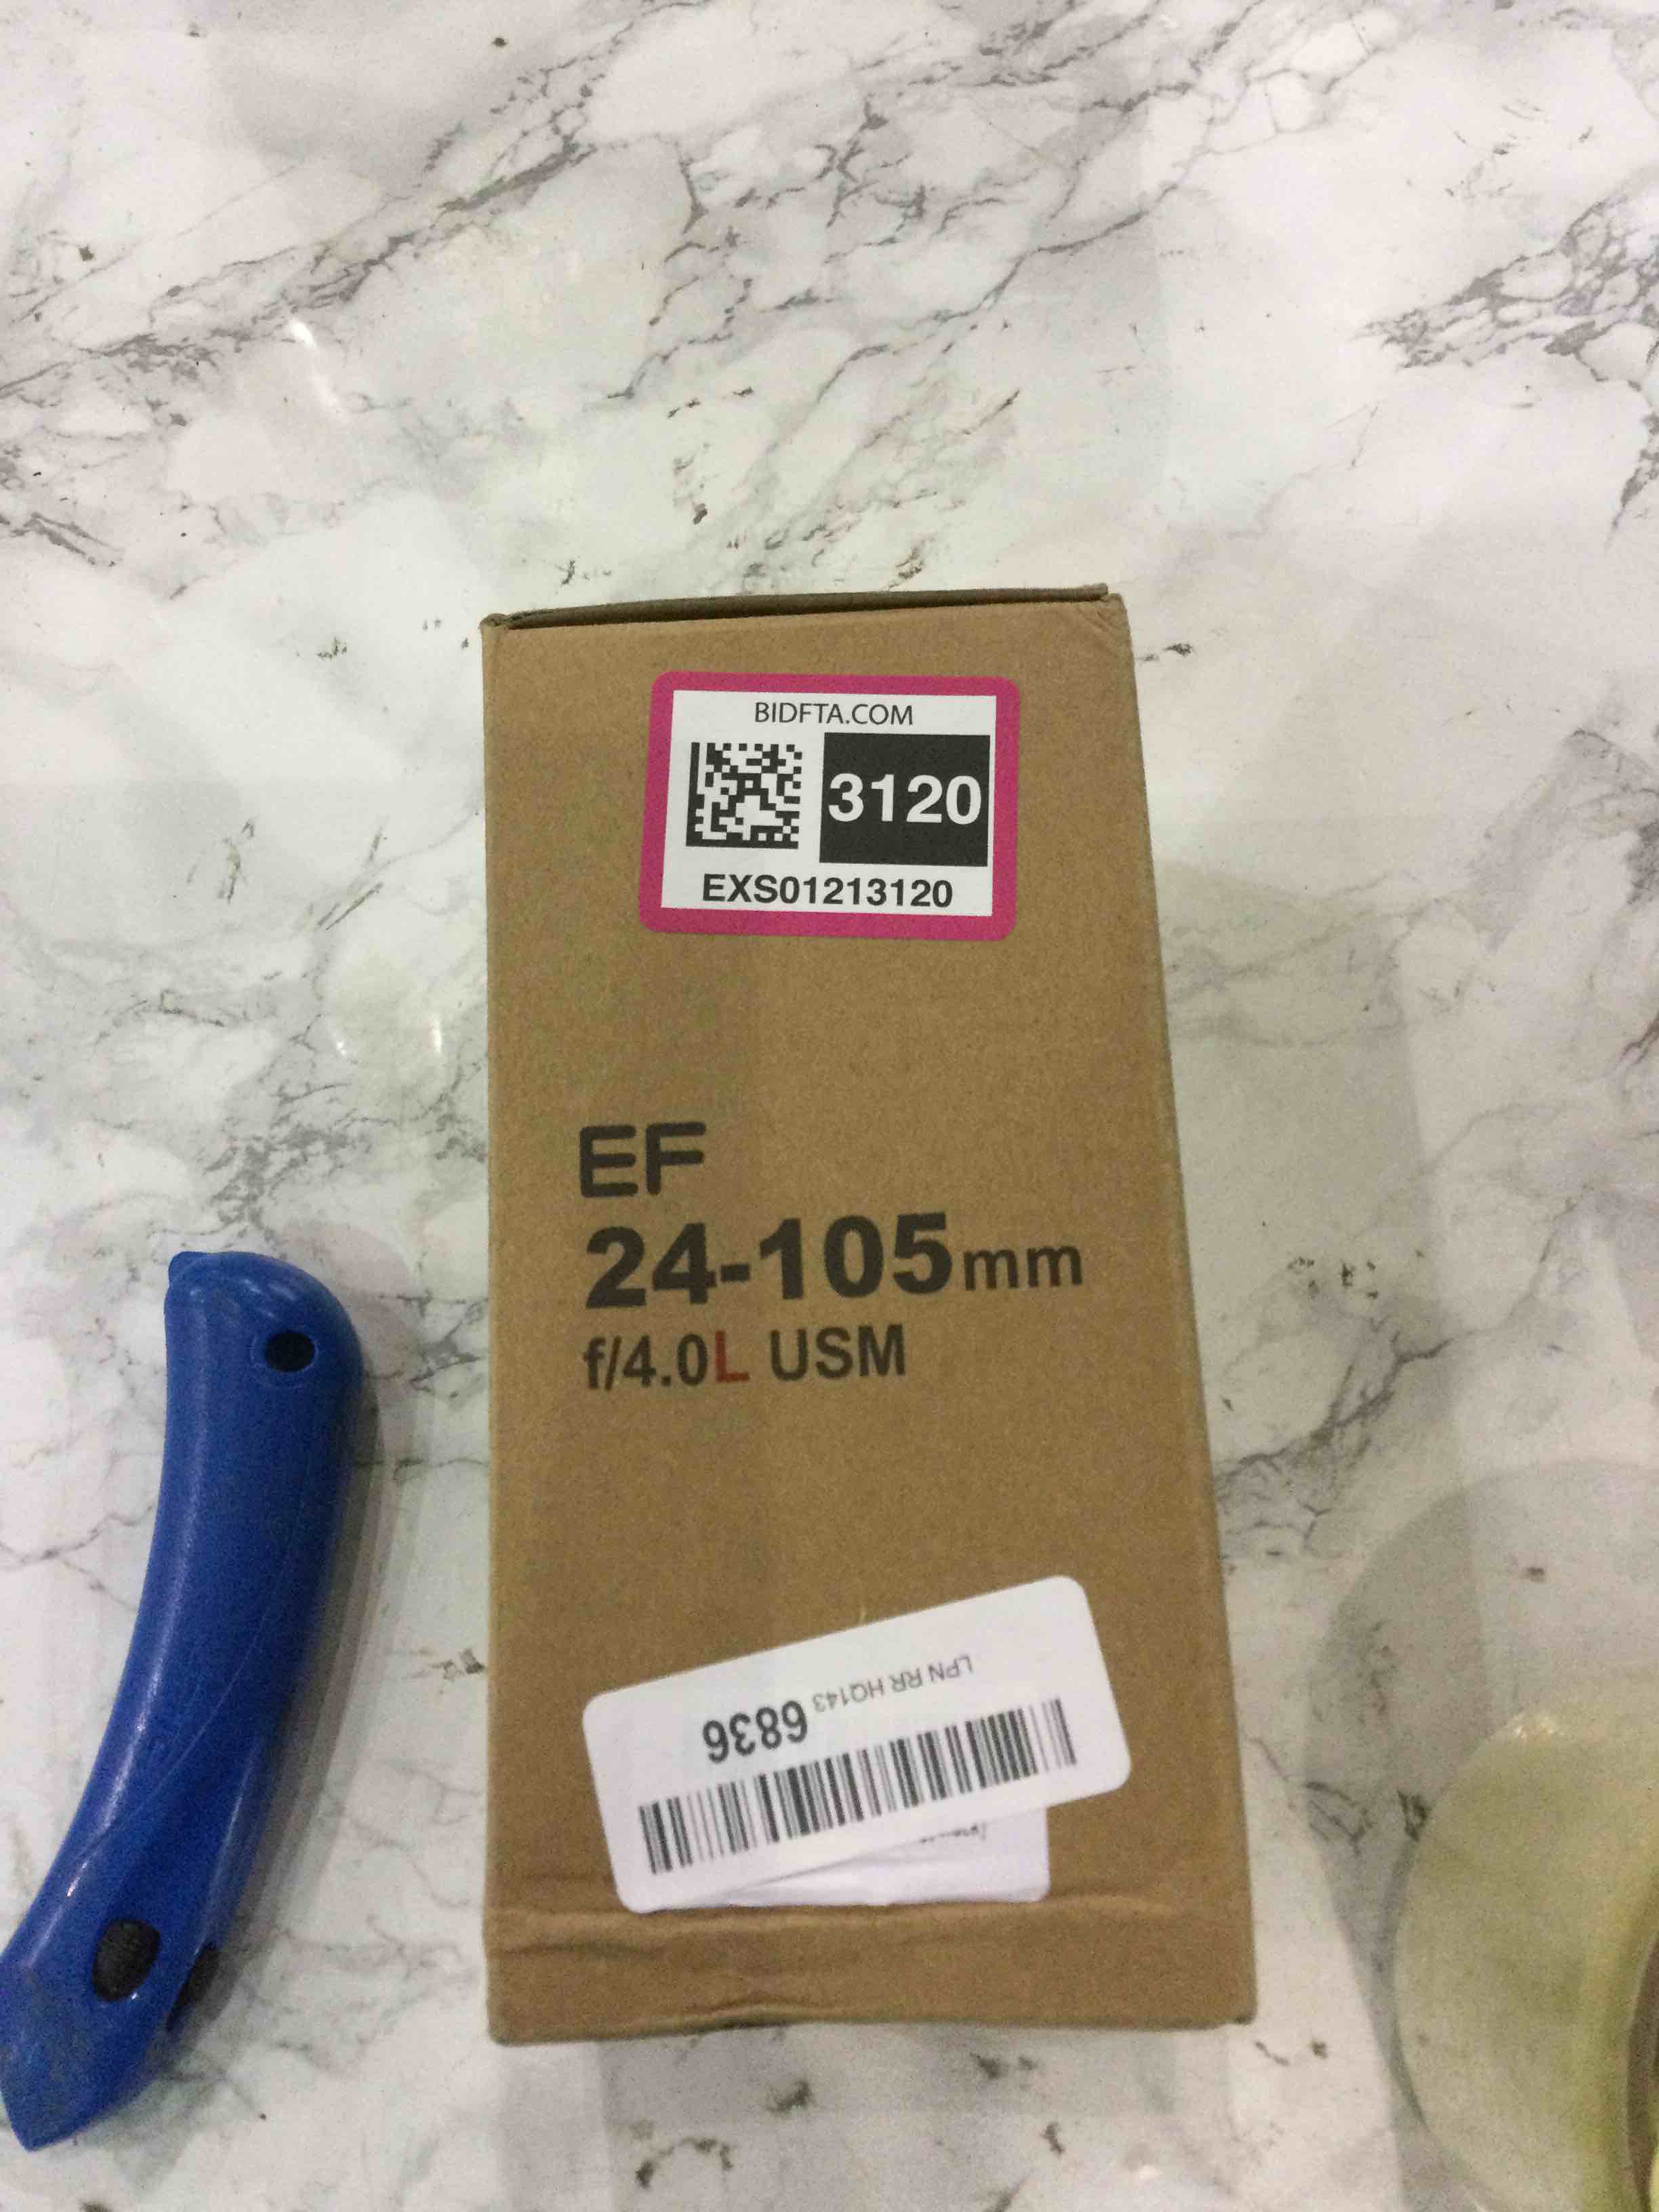 BIDFTA.COM
3120
EXS01213120
EF
24-105mm
f/4.0L USM
LPN RR HQ143 6836